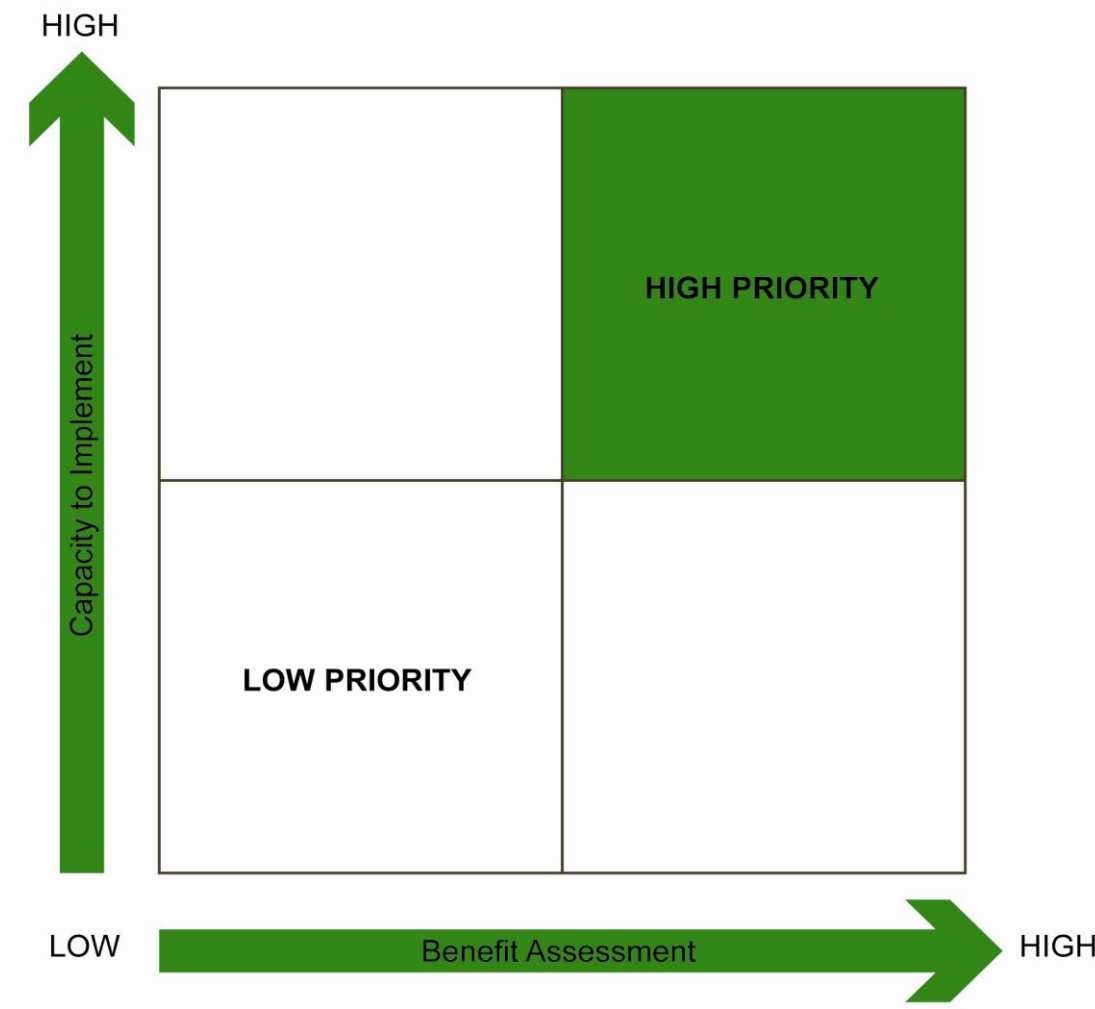 HIGH
HIGH PRIORITY
Capacity to Implement
LOW PRIORITY
LOW
Benefit Assessment
HIGH